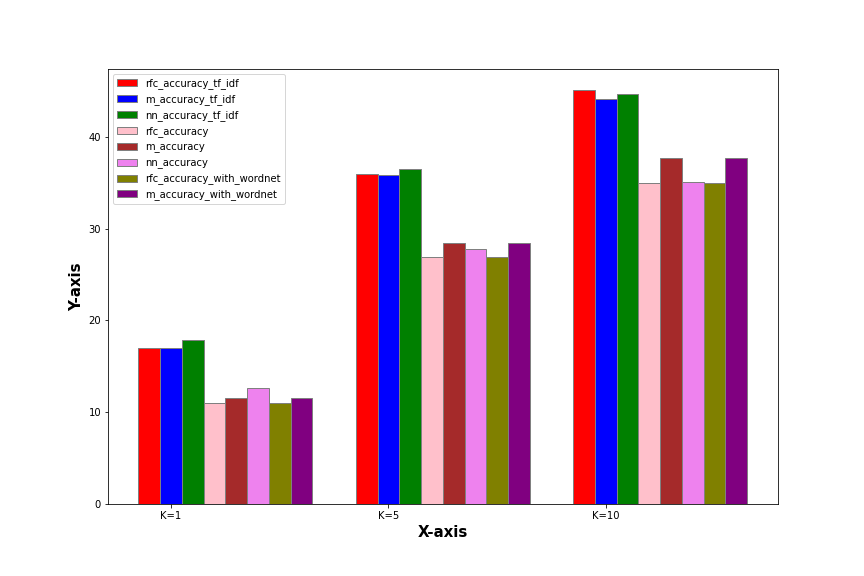 rfc_accuracy_tf_idf
m_accuracy_tf_idf
nn_accuracy_tf_idf
rfc_accuracy
m_accuracy
nn_accuracy
rfc_accuracy_with_wordnet
m_accuracy_with_wordnet
40
30
20
10
0
Y-axis
K=1 K=5 K=10
X-axis